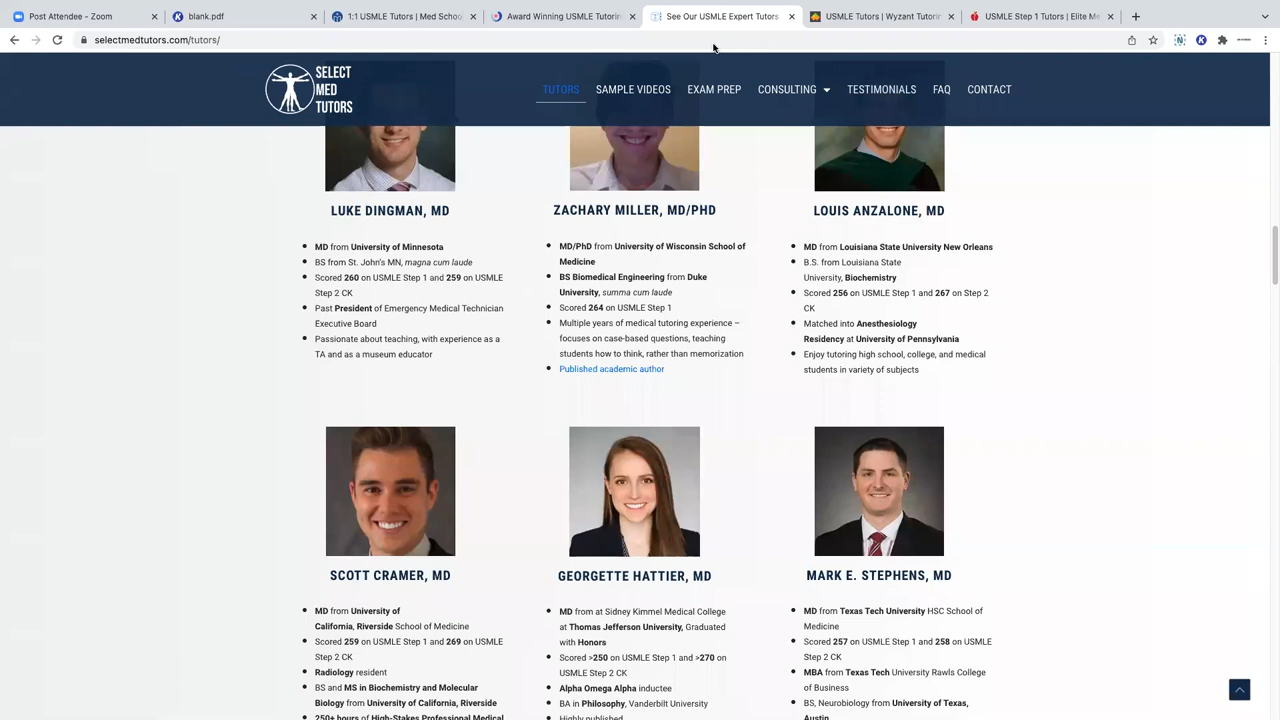 Post Attendee - Zoom
blank.pdf
1:1 USMLE Tutors | Med Schoo
Award Winning USMLE Tutorin
See Our USMLE Expert Tutors
USMLE Tutors | Wyzant Tutorin
USMLE Step 1 Tutors | Elite Me
selectmedtutors.com/tutors/
SELECT
MED
TUTORS
TUTORS
SAMPLE VIDEOS
EXAM PREP
CONSULTING
TESTIMONIALS
FAQ
CONTACT
LUKE DINGMAN, MD
MD from University of Minnesota
BS from St. John's MN, magna cum laude
Scored 260 on USMLE Step 1 and 259 on USMLE
Step 2 CK
Past President of Emergency Medical Technician
Executive Board
Passionate about teaching, with experience as a
TA and as a museum educator
ZACHARY MILLER, MD/PHD
MD/PhD from University of Wisconsin School of
Medicine
BS Biomedical Engineering from Duke
University, summa cum laude
Scored 264 on USMLE Step 1
Multiple years of medical tutoring experience –
focuses on case-based questions, teaching
students how to think, rather than memorization
Published academic author
LOUIS ANZALONE, MD
MD from Louisiana State University New Orleans
B.S. from Louisiana State
University, Biochemistry
Scored 256 on USMLE Step 1 and 267 on Step 2
CK
Matched into Anesthesiology
Residency at University of Pennsylvania
Enjoy tutoring high school, college, and medical
students in variety of subjects
SCOTT CRAMER, MD
MD from University of
California, Riverside School of Medicine
Scored 259 on USMLE Step 1 and 269 on USMLE
Step 2 CK
Radiology resident
BS and MS in Biochemistry and Molecular
Biology from University of California, Riverside
250+ hours of High-Stakes Professional Medical
GEORGETTE HATTIER, MD
MD from at Sidney Kimmel Medical College
at Thomas Jefferson University, Graduated
with Honors
Scored >250 on USMLE Step 1 and >270 on
USMLE Step 2 CK
Alpha Omega Alpha inductee
BA in Philosophy, Vanderbilt University
Highly published
MARK E. STEPHENS, MD
MD from Texas Tech University HSC School of
Medicine
Scored 257 on USMLE Step 1 and 258 on USMLE
Step 2 CK
MBA from Texas Tech University Rawls College
of Business
BS, Neurobiology from University of Texas,
Austin